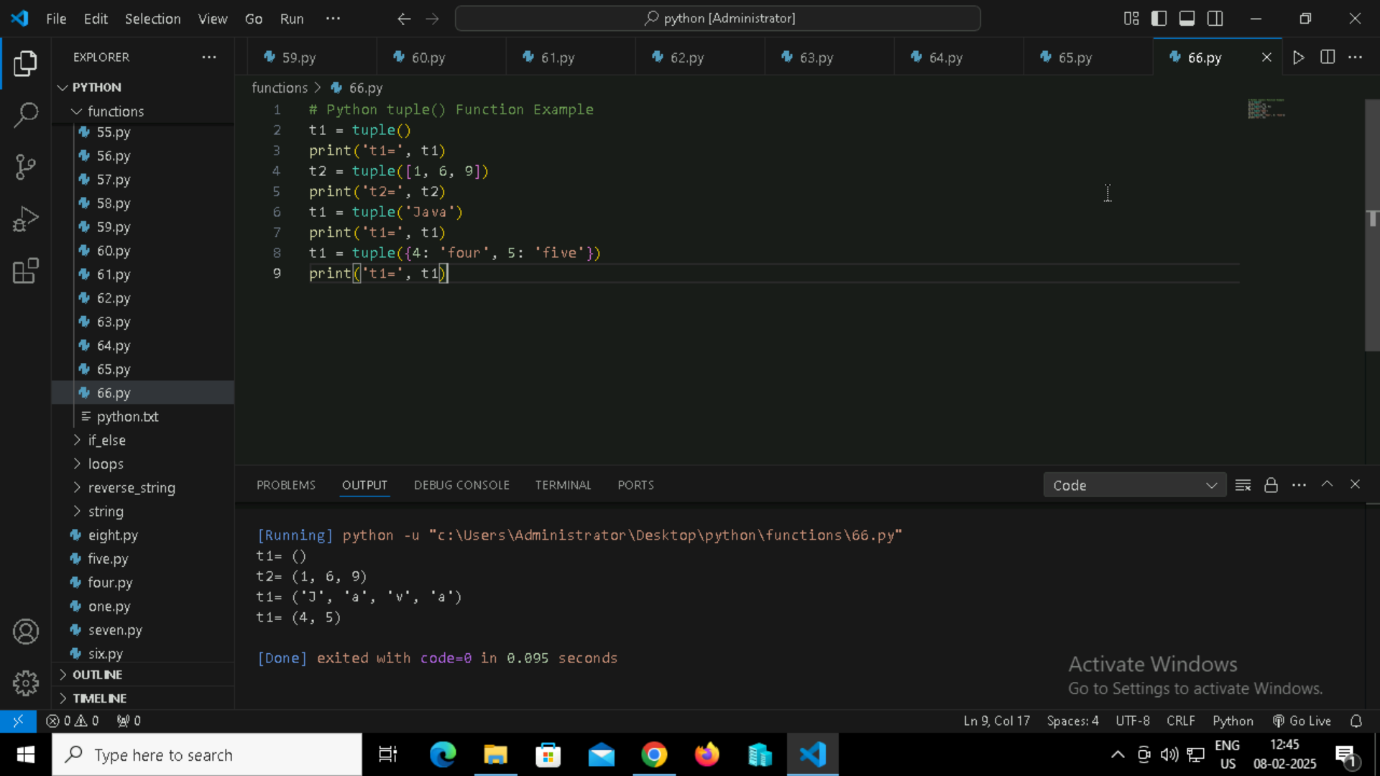 File Edit Selection View Go Run ···
python [Administrator]
EXPLORER ···
59.py 60.py 61.py 62.py 63.py 64.py 65.py 66.py
PYTHON
functions > 66.py
functions
55.py
56.py
57.py
58.py
59.py
60.py
61.py
62.py
63.py
64.py
65.py
66.py
python.txt
if_else
loops
reverse_string
string
eight.py
five.py
four.py
one.py
seven.py
six.py
OUTLINE
TIMELINE
1 # Python tuple() Function Example
2 t1 = tuple()
3 print('t1=', t1)
4 t2 = tuple([1, 6, 9])
5 print('t2=', t2)
6 t1 = tuple('Java')
7 print('t1=', t1)
8 t1 = tuple({4: 'four', 5: 'five'})
9 print('t1=', t1)
PROBLEMS OUTPUT DEBUG CONSOLE TERMINAL PORTS Code
[Running] python -u "c:\Users\Administrator\Desktop\python\functions\66.py"
t1= ()
t2= (1, 6, 9)
t1= ('J', 'a', 'v', 'a')
t1= (4, 5)
[Done] exited with code=0 in 0.095 seconds
Activate Windows
Go to Settings to activate Windows.
0 0 0 Ln 9, Col 17 Spaces: 4 UTF-8 CRLF Python Go Live
Type here to search
ENG
US
12:45
08-02-2025
1